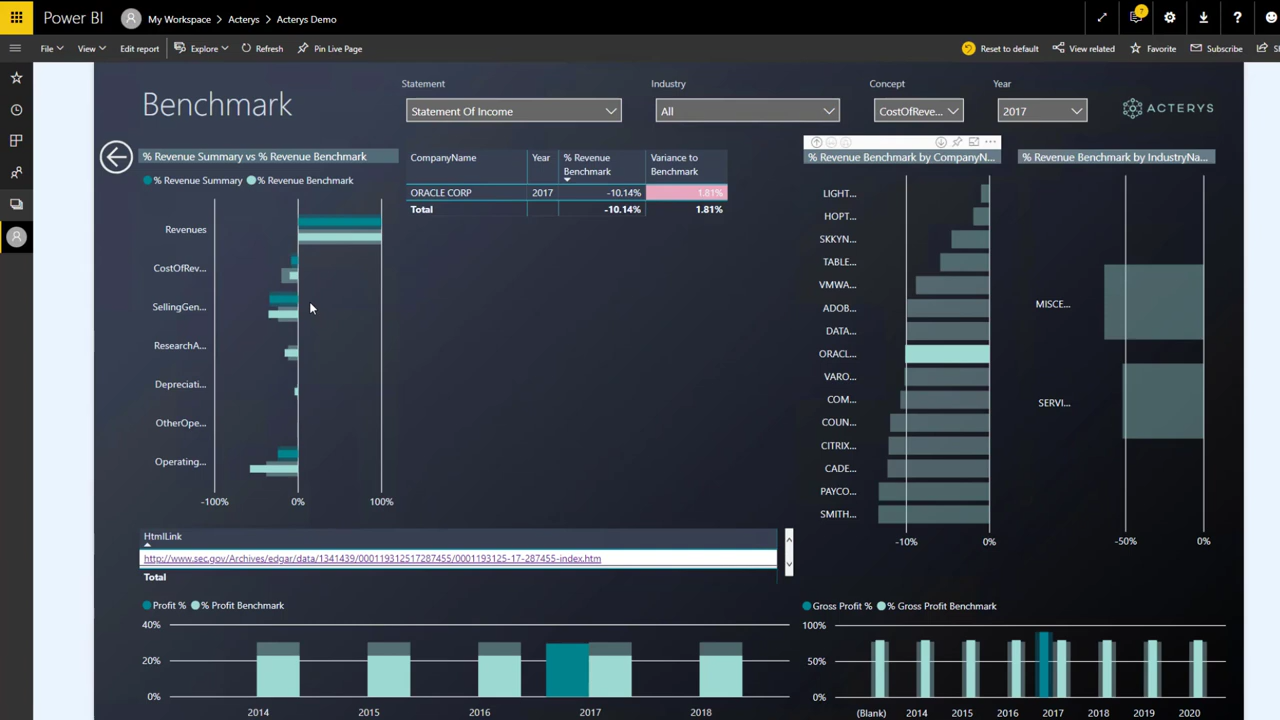 Power BI
My Workspace > Acterys > Acterys Demo
7
?
File View Edit report Explore Refresh Pin Live Page Reset to default View related Favorite Subscribe Sh
Benchmark
Statement
Statement Of Income
Industry
All
Concept
CostOfReve...
Year
2017
ACTERYS
% Revenue Summary vs % Revenue Benchmark
% Revenue Summary % Revenue Benchmark
Revenues
CostOfRev...
SellingGen...
ResearchA...
Depreciati...
OtherOpe...
Operating...
-100% 0% 100%
CompanyName Year % Revenue Benchmark Variance to Benchmark
ORACLE CORP 2017 -10.14% 1.81%
Total -10.14% 1.81%
% Revenue Benchmark by CompanyN...
LIGHT...
HOPT...
SKKYN...
TABLE...
VMWA...
ADOB...
DATA...
ORACL...
VARO...
COM...
COUN...
CITRIX...
CADE...
PAYCO...
SMITH...
-10% 0%
% Revenue Benchmark by IndustryNa...
MISCE...
SERVI...
-50% 0%
HtmlLink
http://www.sec.gov/Archives/edgar/data/1341439/000119312517287455/0001193125-17-287455-index.htm
Total
Profit % % Profit Benchmark
40%
20%
0%
2014 2015 2016 2017 2018
Gross Profit % % Gross Profit Benchmark
100%
50%
0%
(Blank) 2014 2015 2016 2017 2018 2019 2020